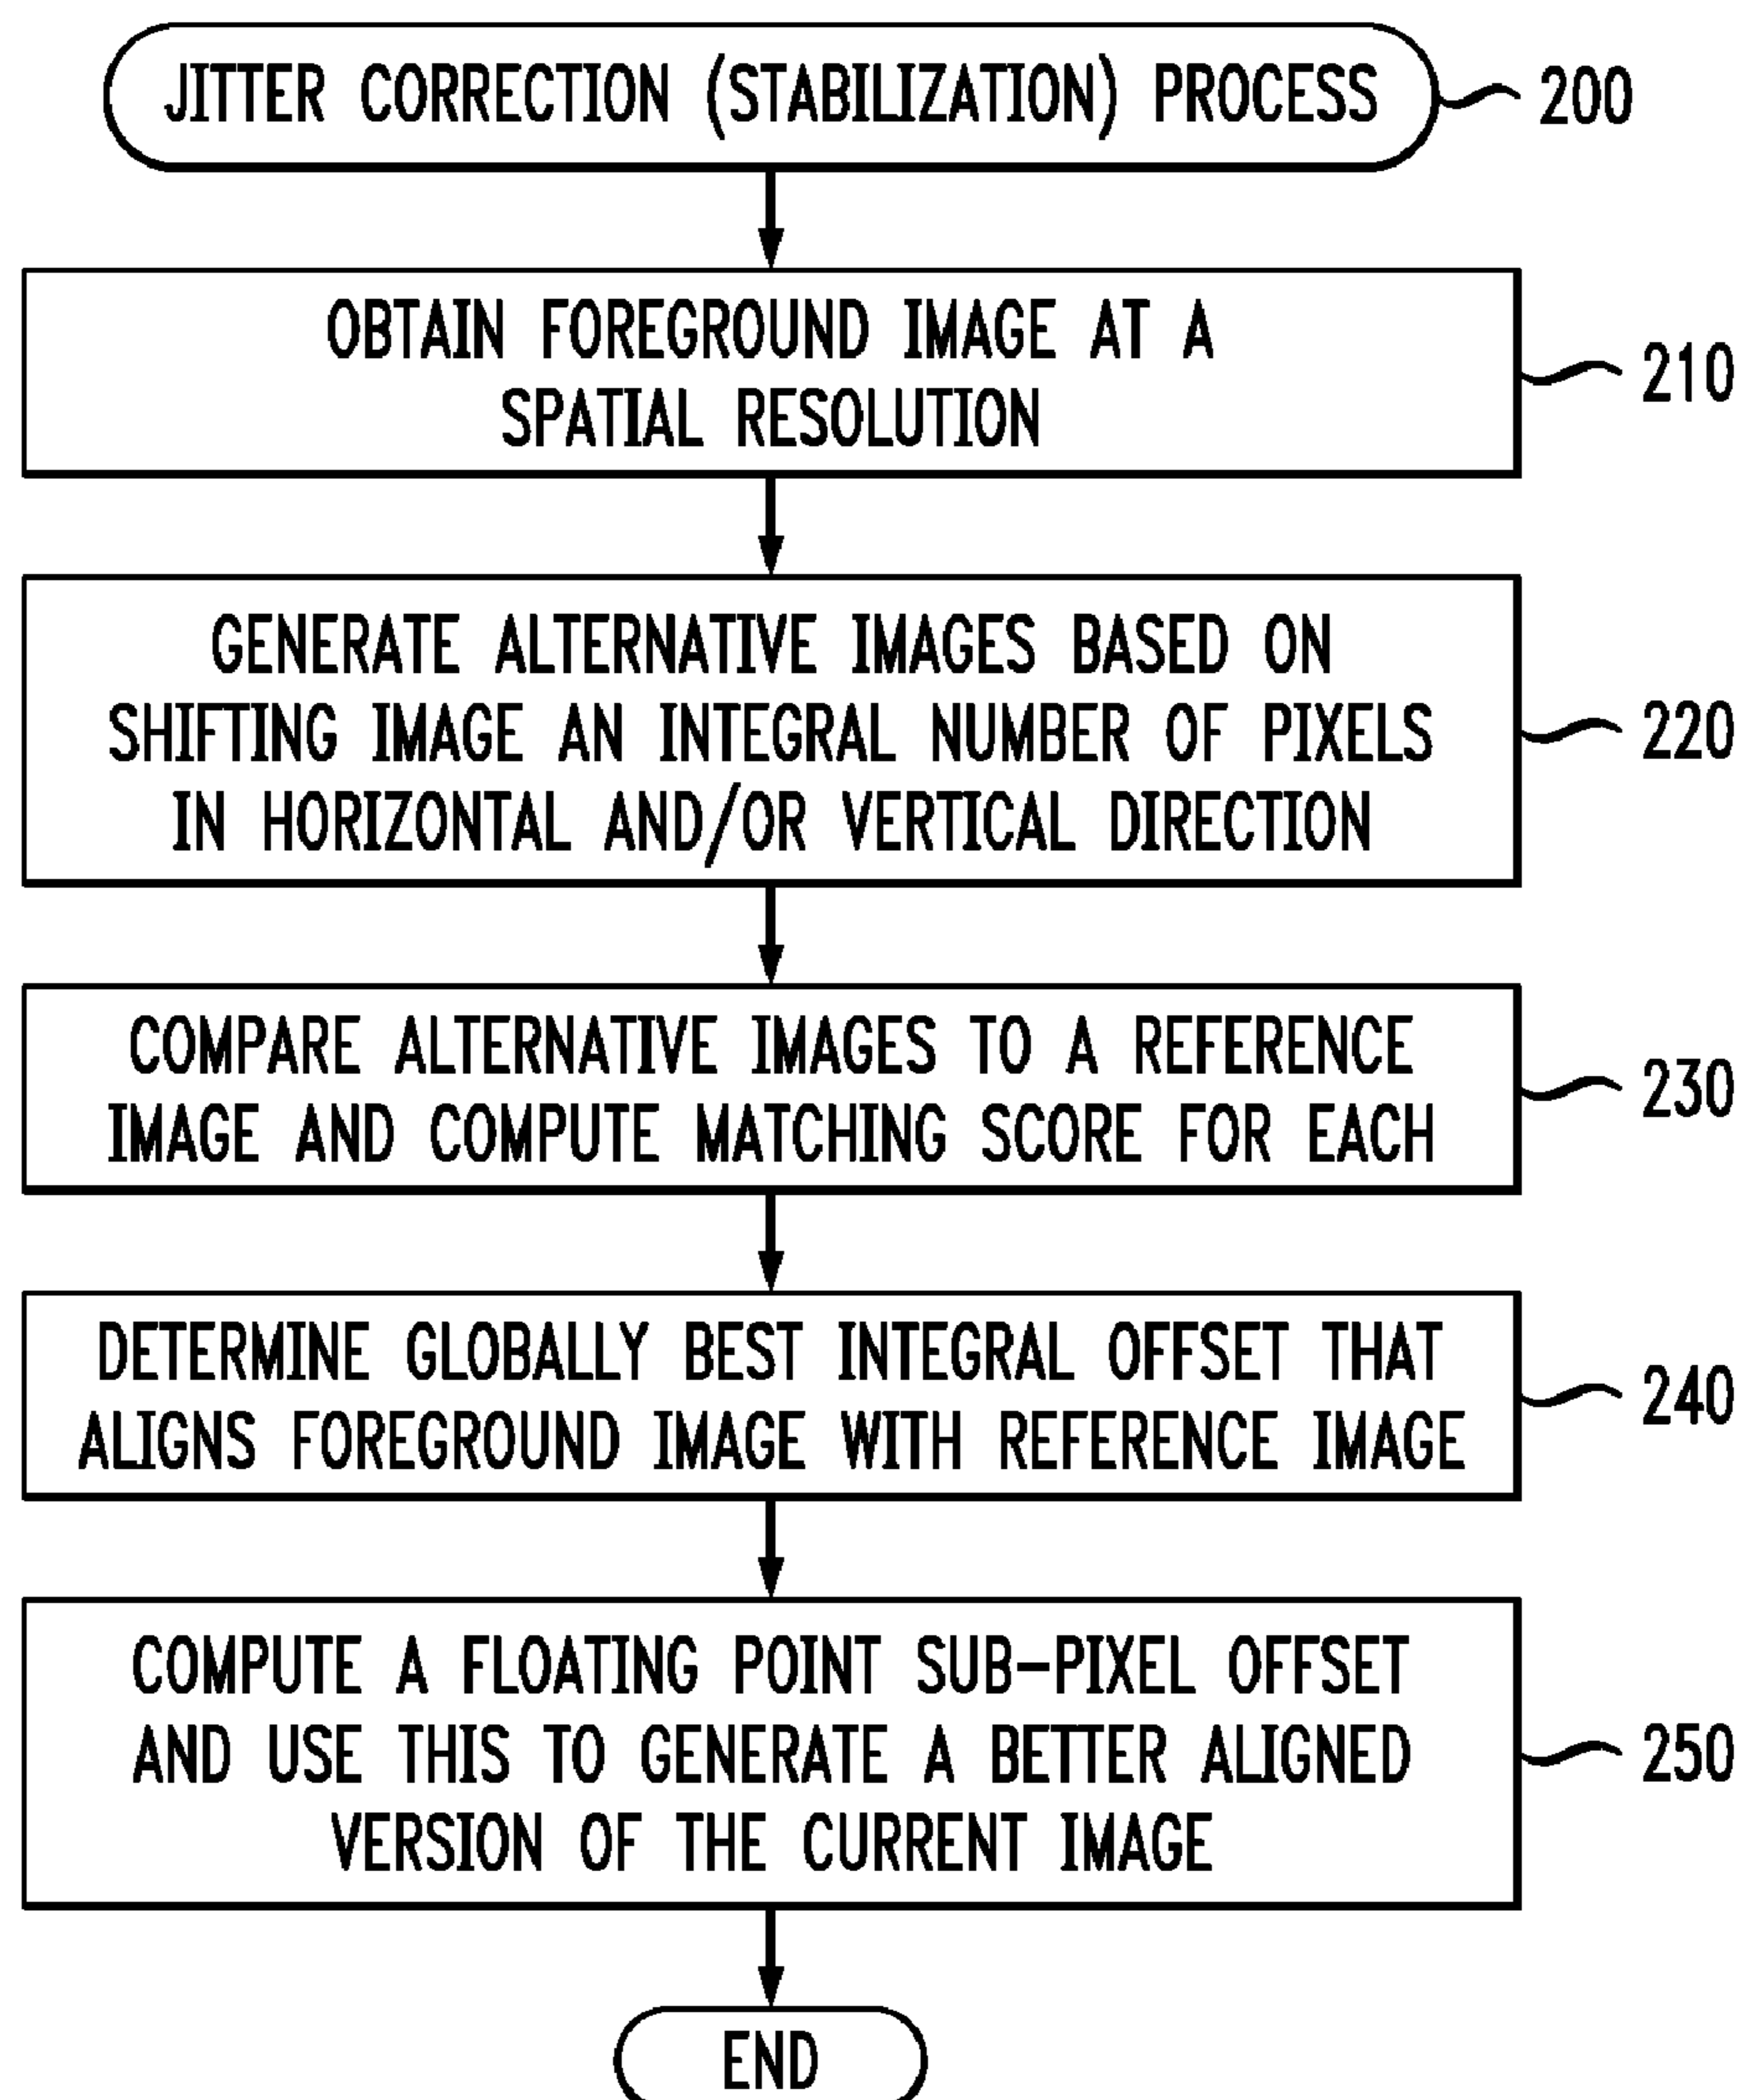 JITTER CORRECTION (STABILIZATION) PROCESS
200
OBTAIN FOREGROUND IMAGE AT A
SPATIAL RESOLUTION
210
GENERATE ALTERNATIVE IMAGES BASED ON
SHIFTING IMAGE AN INTEGRAL NUMBER OF PIXELS
IN HORIZONTAL AND/OR VERTICAL DIRECTION
220
COMPARE ALTERNATIVE IMAGES TO A REFERENCE
IMAGE AND COMPUTE MATCHING SCORE FOR EACH
230
DETERMINE GLOBALLY BEST INTEGRAL OFFSET THAT
ALIGNS FOREGROUND IMAGE WITH REFERENCE IMAGE
240
COMPUTE A FLOATING POINT SUB-PIXEL OFFSET
AND USE THIS TO GENERATE A BETTER ALIGNED
VERSION OF THE CURRENT IMAGE
250
END